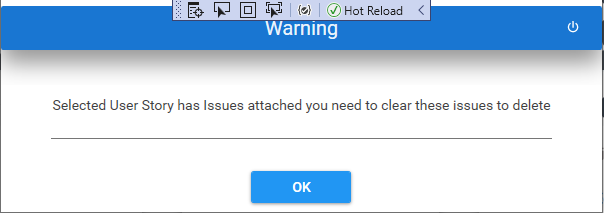 Hot Reload
Warning
Selected User Story has Issues attached you need to clear these issues to delete
OK